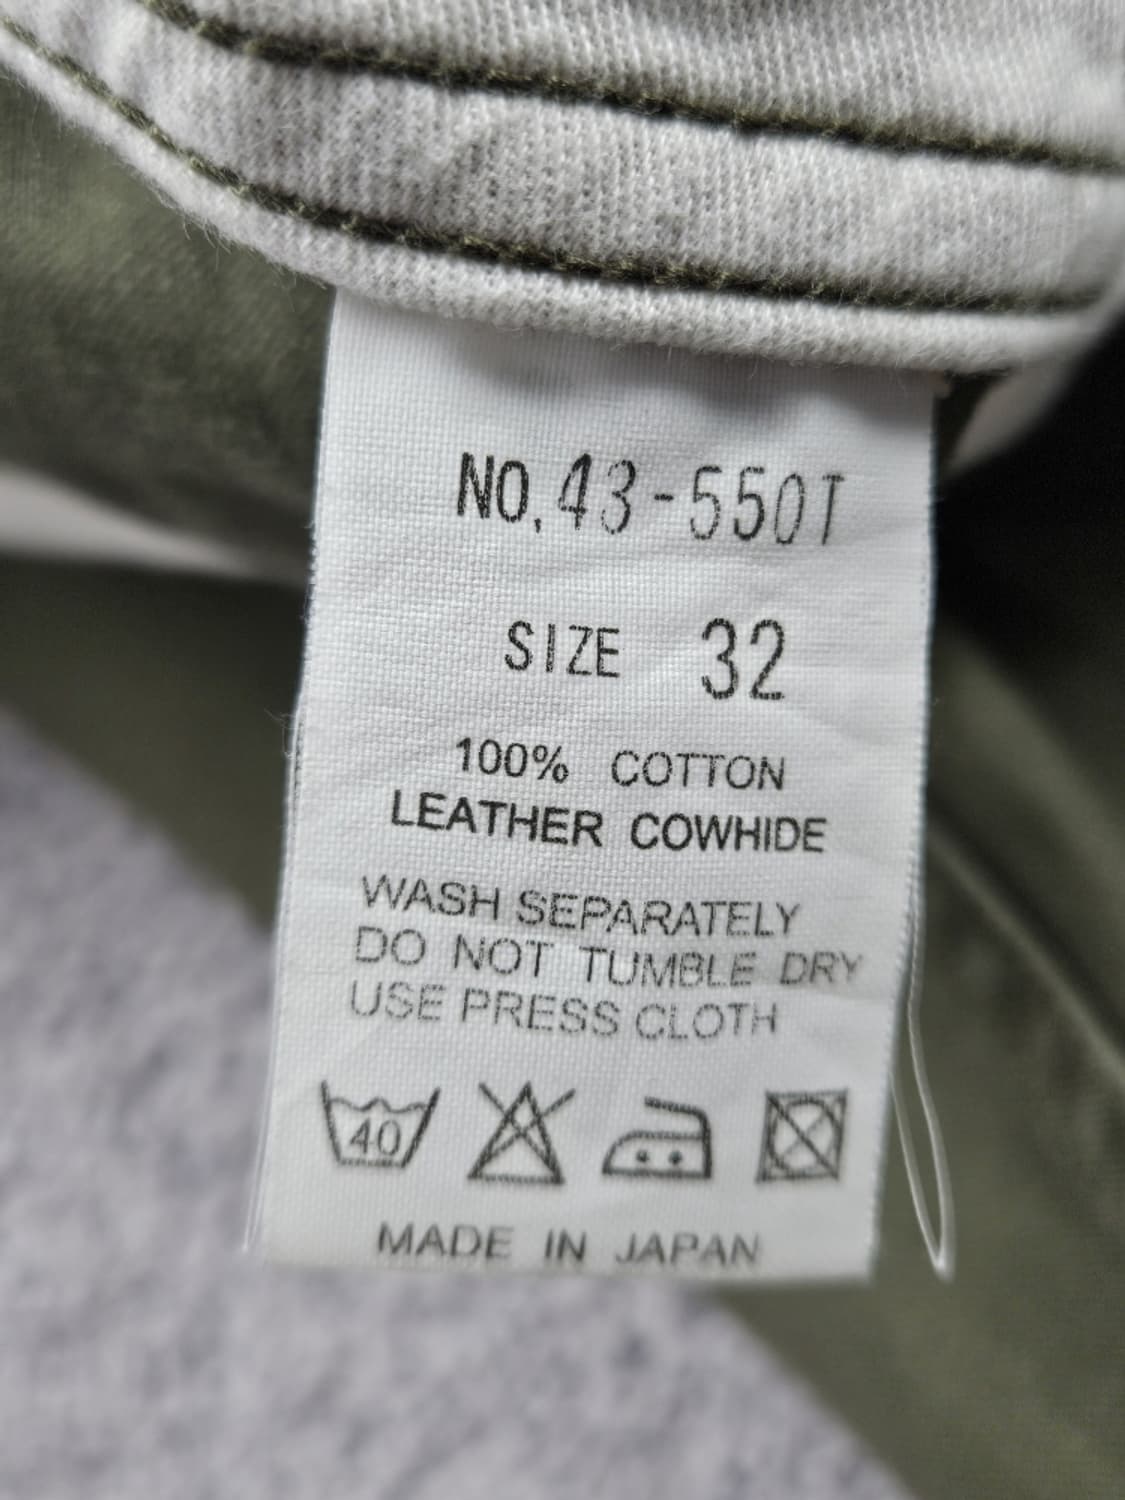 NO. 43-550T
SIZE 32
100% COTTON
LEATHER COWHIDE
WASH SEPARATELY
DO NOT TUMBLE DRY
USE PRESS CLOTH
40
MADE IN JAPAN